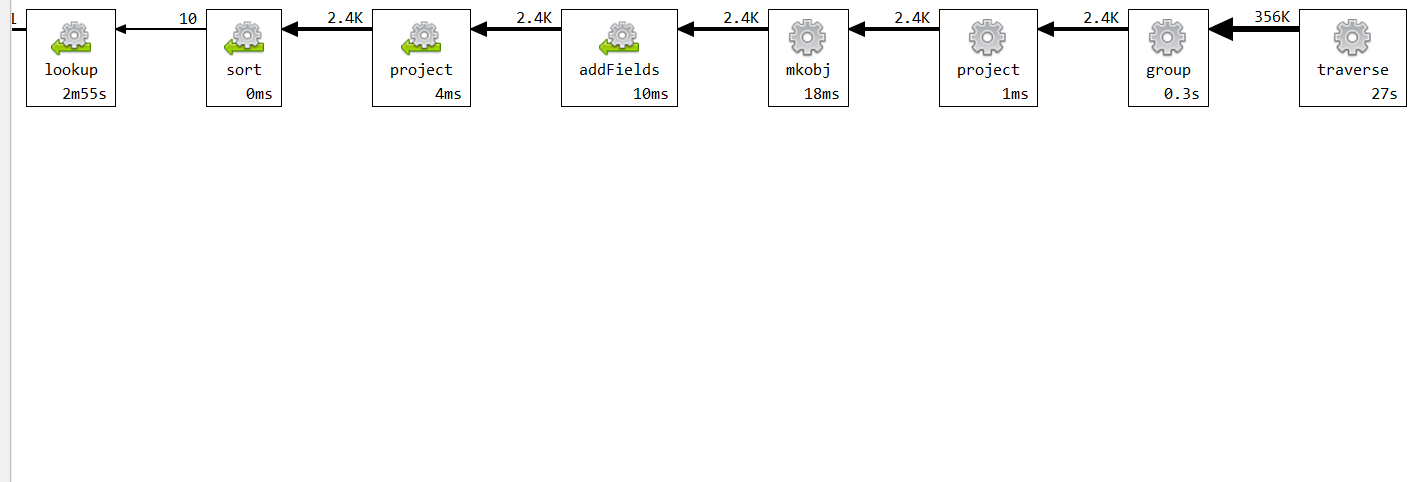 10
2.4K
2.4K
2.4K
2.4K
2.4K
356K
lookup
2m55s
sort
0ms
project
4ms
addFields
10ms
mkobj
18ms
project
1ms
group
0.3s
traverse
27s